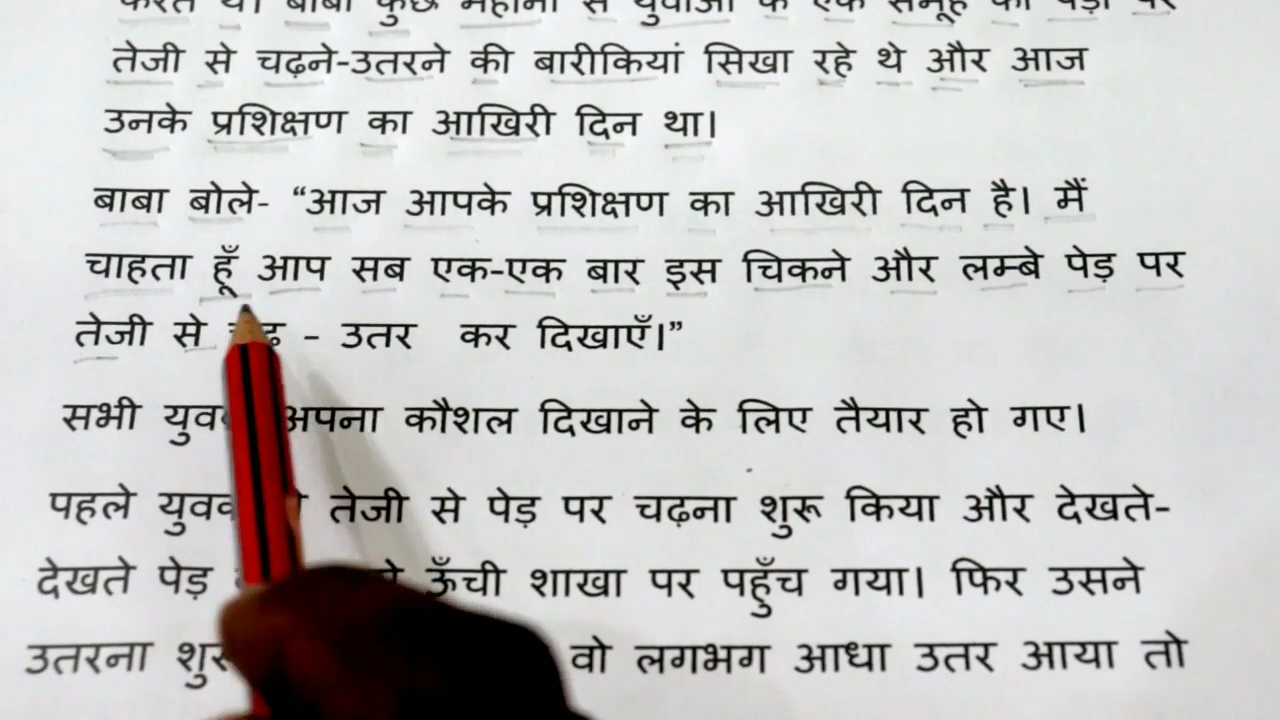 तेजी से चढ़ने-उतरने की बारीकियां सिखा रहे थे और आज
उनके प्रशिक्षण का आखिरी दिन था।
बाबा बोले- “आज आपके प्रशिक्षण का आखिरी दिन है। मैं
चाहता हूँ आप सब एक-एक बार इस चिकने और लम्बे पेड़ पर
तेजी से - उतर कर दिखाएँ।”
सभी अपना कौशल दिखाने के लिए तैयार हो गए।
पहले तेजी से पेड़ पर चढ़ना शुरू किया और देखते-
देखते पेड़ ऊँची शाखा पर पहुँच गया। फिर उसने
उतरना वो लगभग आधा उतर आया तो